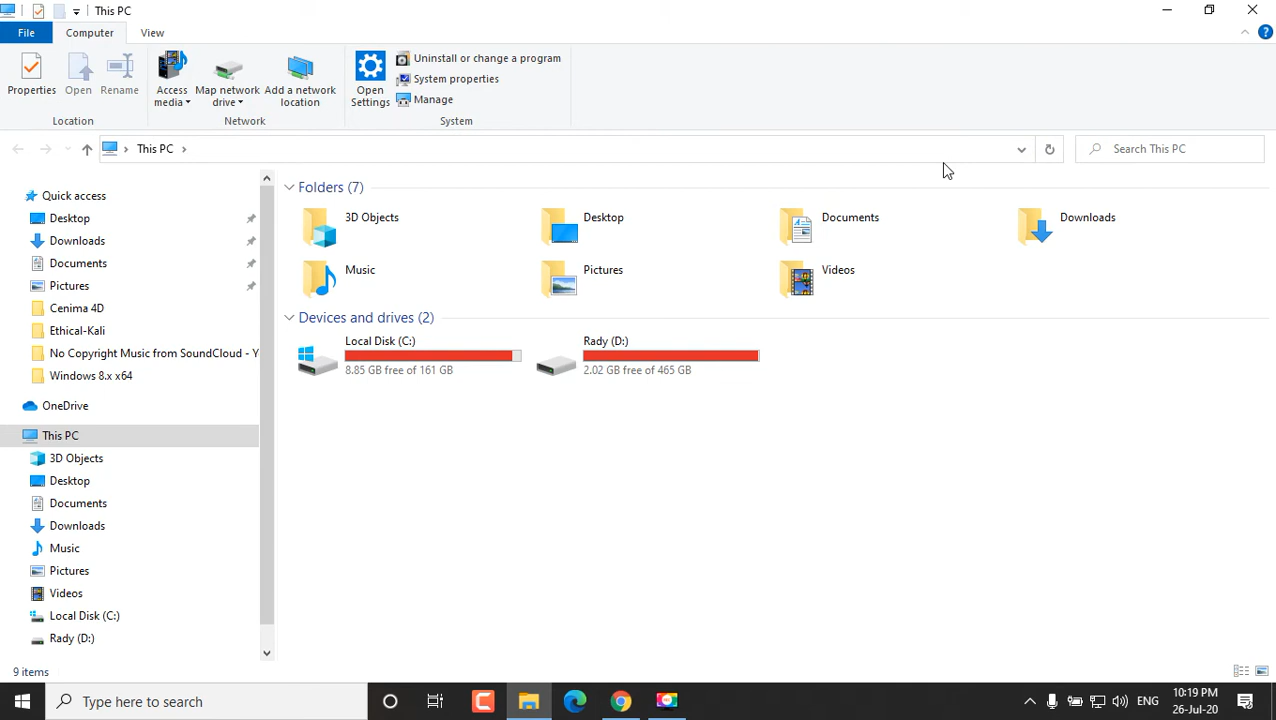 This PC
File
Computer
View
Properties
Open
Rename
Access media
Map network drive
Add a network location
Open Settings
Uninstall or change a program
System properties
Manage
Location
Network
System
This PC
Search This PC
Quick access
Desktop
Downloads
Documents
Pictures
Cenima 4D
Ethical-Kali
No Copyright Music from SoundCloud - Y
Windows 8.x x64
OneDrive
This PC
3D Objects
Desktop
Documents
Downloads
Music
Pictures
Videos
Local Disk (C:)
Rady (D:)
Folders (7)
3D Objects
Desktop
Documents
Downloads
Music
Pictures
Videos
Devices and drives (2)
Local Disk (C:)
8.85 GB free of 161 GB
Rady (D:)
2.02 GB free of 465 GB
9 items
Type here to search
ENG
10:19 PM
26-Jul-20